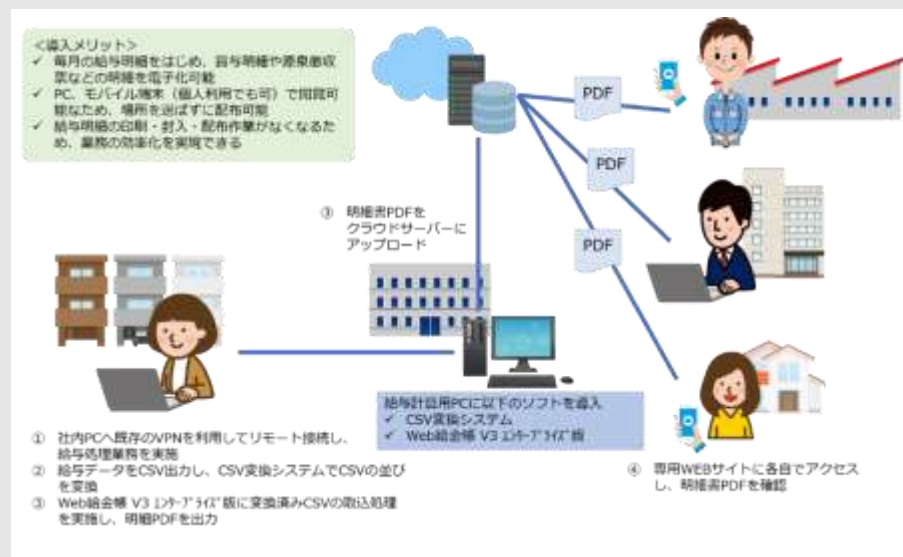 <導入メリット>
✓ 毎月の給与明細をはじめ、賞与明細や源泉徴収
票などの明細を電子化可能
✓ PC、モバイル端末（個人利用でも可）で閲覧可
能なため、場所を選ばずに配布可能
✓ 給与明細の印刷・封入・配布作業がなくなるた
め、業務の効率化を実現できる
PDF
PDF
PDF
③ 明細書PDFを
クラウドサーバーに
アップロード
給与計算用PCに以下のソフトを導入
✓ CSV変換システム
✓ Web給金帳 V3 ｴﾝﾀｰﾌﾟﾗｲｽﾞ版
① 社内PCへ既存のVPNを利用してリモート接続し、
給与処理業務を実施
② 給与データをCSV出力し、CSV変換システムでCSVの並び
を変換
③ Web給金帳 V3 ｴﾝﾀｰﾌﾟﾗｲｽﾞ版に変換済みCSVの取込処理
を実施し、明細PDFを出力
④ 専用WEBサイトに各自でアクセス
し、明細書PDFを確認